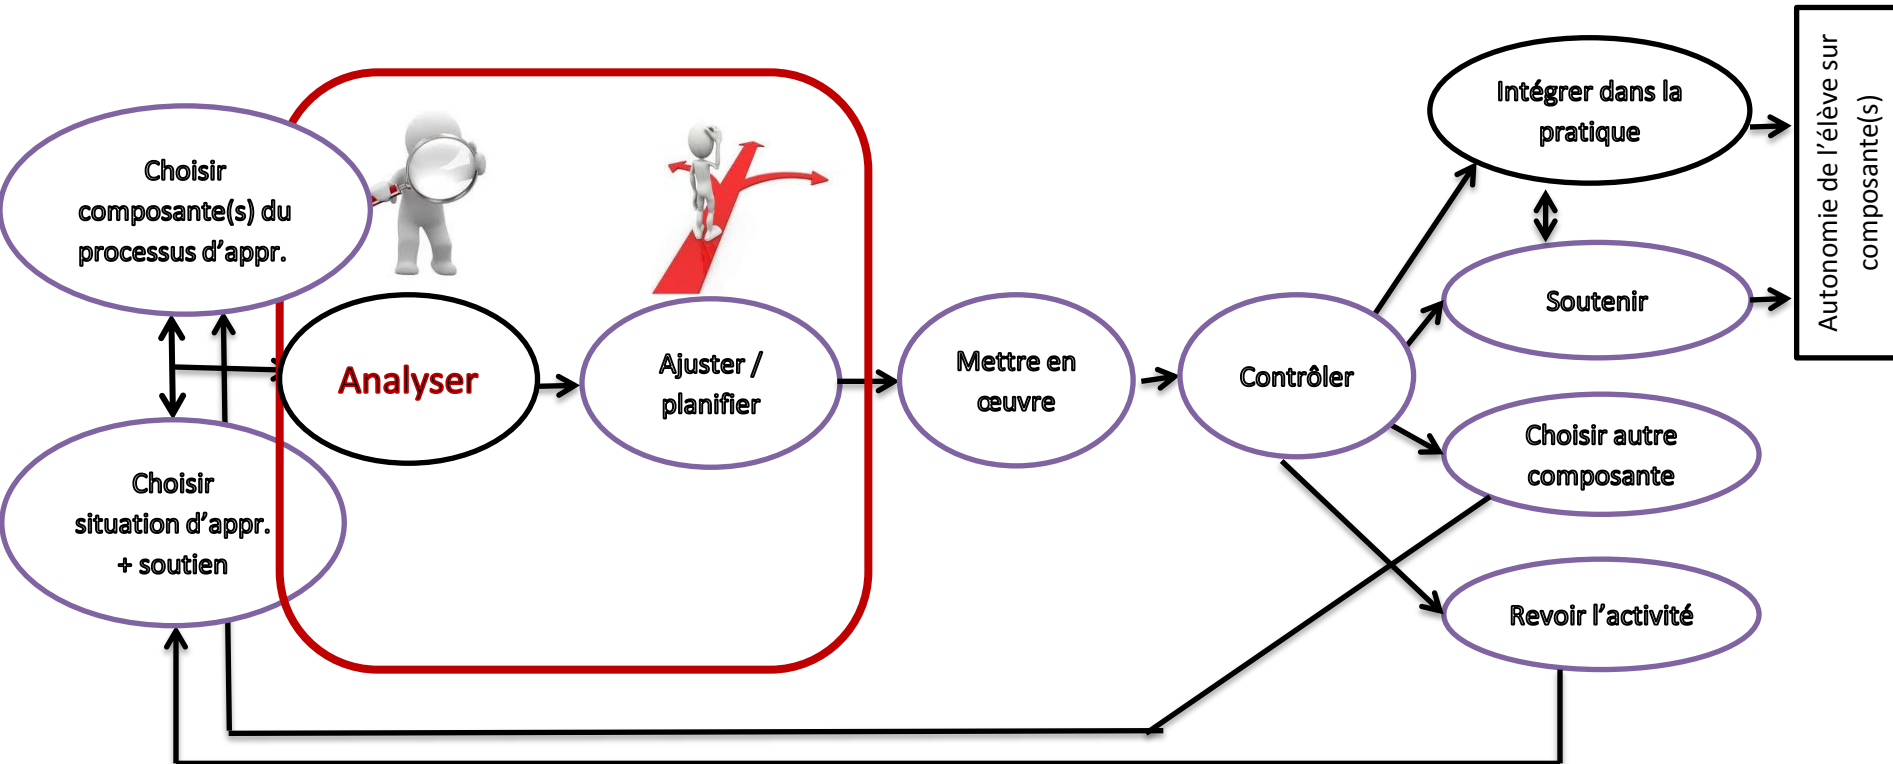 Choisir
composante(s) du
processus d’appr.
Choisir
situation d’appr.
+ soutien
Analyser
Ajuster /
planifier
Mettre en
œuvre
Contrôler
Intégrer dans la
pratique
Soutenir
Choisir autre
composante
Revoir l’activité
Autonomie de l’élève sur
composante(s)